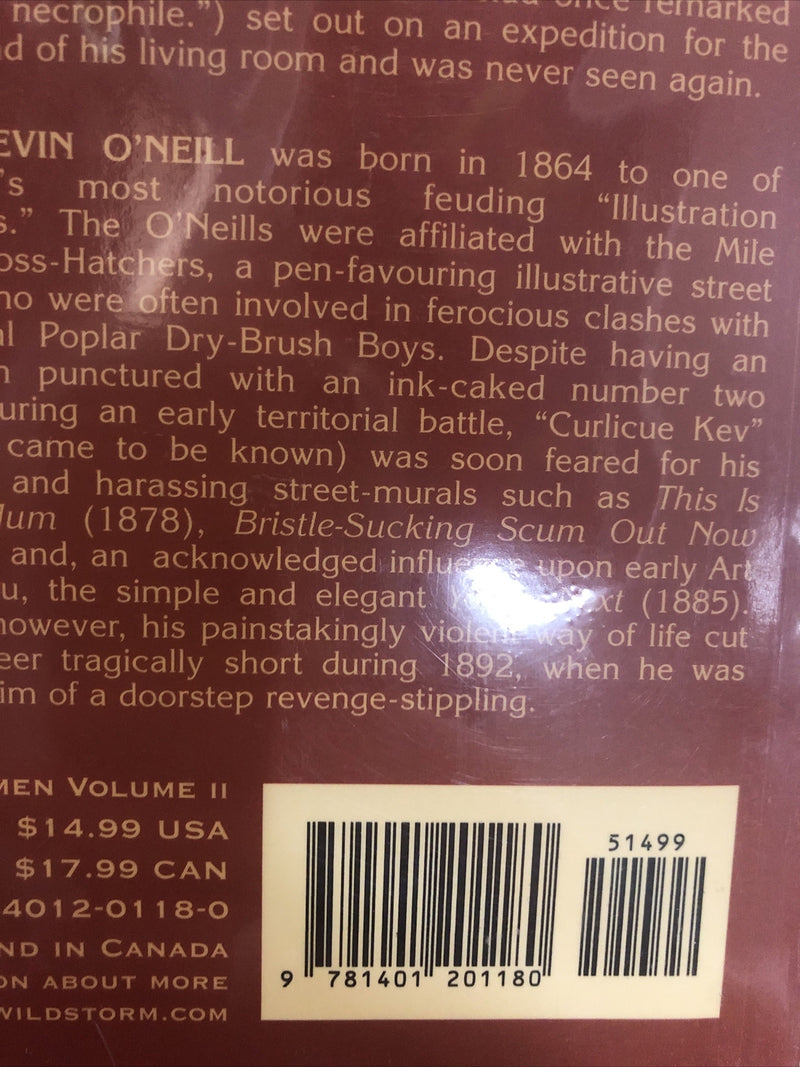 once remarked
necrophile.") set out on an expedition for the
d of his living room and was never seen again.
EVIN O'NEILL was born in 1864 to one of
's most notorious feuding "Illustration
s." The O'Neills were affiliated with the Mile
oss-Hatchers, a pen-favouring illustrative street
ho were often involved in ferocious clashes with
al Poplar Dry-Brush Boys. Despite having an
n punctured with an ink-caked number two
uring an early territorial battle, "Curlicue Kev"
came to be known) was soon feared for his
and harassing street-murals such as This Is
um (1878), Bristle-Sucking Scum Out Now
and, an acknowledged influence upon early Art
u, the simple and elegant xt (1885).
however, his painstakingly violent way of life cut
eer tragically short during 1892, when he was
im of a doorstep revenge-stippling.
MEN VOLUME II
$14.99 USA
$17.99 CAN
4012-0118-0
ND IN CANADA
ON ABOUT MORE
WILDSTORM.COM
51499
9 781401 201180